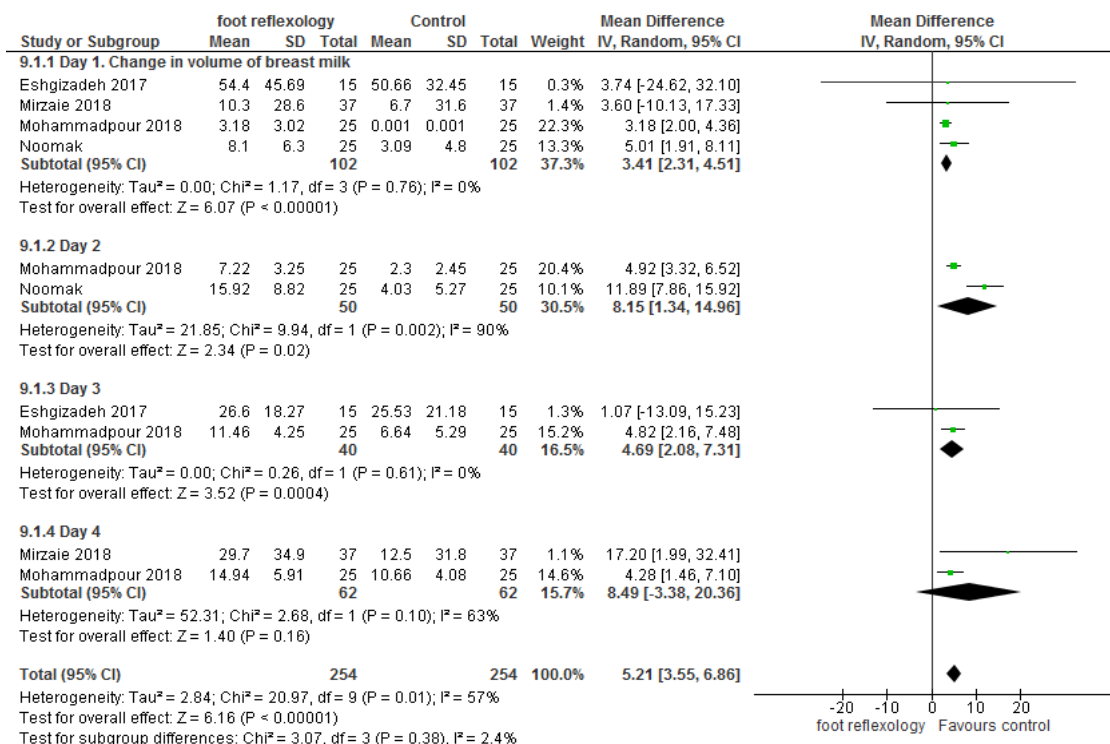 foot reflexology Control Mean Difference Mean Difference
Study or Subgroup Mean SD Total Mean SD Total Weight IV, Random, 95% CI IV, Random, 95% CI
9.1.1 Day 1. Change in volume of breast milk
Eshgizadeh 2017 54.4 45.69 15 50.66 32.45 15 0.3% 3.74 [-24.62, 32.10]
Mirzaie 2018 10.3 28.6 37 6.7 31.6 37 1.4% 3.60 [-10.13, 17.33]
Mohammadpour 2018 3.18 3.02 25 0.001 0.001 25 22.3% 3.18 [2.00, 4.36]
Noomak 8.1 6.3 25 3.09 4.8 25 13.3% 5.01 [1.91, 8.11]
Subtotal (95% CI) 102 102 37.3% 3.41 [2.31, 4.51]
Heterogeneity: Tau² = 0.00; Chi² = 1.17, df = 3 (P = 0.76); I² = 0%
Test for overall effect: Z = 6.07 (P < 0.00001)
9.1.2 Day 2
Mohammadpour 2018 7.22 3.25 25 2.3 2.45 25 20.4% 4.92 [3.32, 6.52]
Noomak 15.92 8.82 25 4.03 5.27 25 10.1% 11.89 [7.86, 15.92]
Subtotal (95% CI) 50 50 30.5% 8.15 [1.34, 14.96]
Heterogeneity: Tau² = 21.85; Chi² = 9.94, df = 1 (P = 0.002); I² = 90%
Test for overall effect: Z = 2.34 (P = 0.02)
9.1.3 Day 3
Eshgizadeh 2017 26.6 18.27 15 25.53 21.18 15 1.3% 1.07 [-13.09, 15.23]
Mohammadpour 2018 11.46 4.25 25 6.64 5.29 25 15.2% 4.82 [2.16, 7.48]
Subtotal (95% CI) 40 40 16.5% 4.69 [2.08, 7.31]
Heterogeneity: Tau² = 0.00; Chi² = 0.26, df = 1 (P = 0.61); I² = 0%
Test for overall effect: Z = 3.52 (P = 0.0004)
9.1.4 Day 4
Mirzaie 2018 29.7 34.9 37 12.5 31.8 37 1.1% 17.20 [1.99, 32.41]
Mohammadpour 2018 14.94 5.91 25 10.66 4.08 25 14.6% 4.28 [1.46, 7.10]
Subtotal (95% CI) 62 62 15.7% 8.49 [-3.38, 20.36]
Heterogeneity: Tau² = 52.31; Chi² = 2.68, df = 1 (P = 0.10); I² = 63%
Test for overall effect: Z = 1.40 (P = 0.16)
Total (95% CI) 254 254 100.0% 5.21 [3.55, 6.86]
Heterogeneity: Tau² = 2.84; Chi² = 20.97, df = 9 (P = 0.01); I² = 57%
Test for overall effect: Z = 6.16 (P < 0.00001)
Test for subgroup differences: Chi² = 3.07, df = 3 (P = 0.38), I² = 2.4%
-20 -10 0 10 20
foot reflexology Favours control